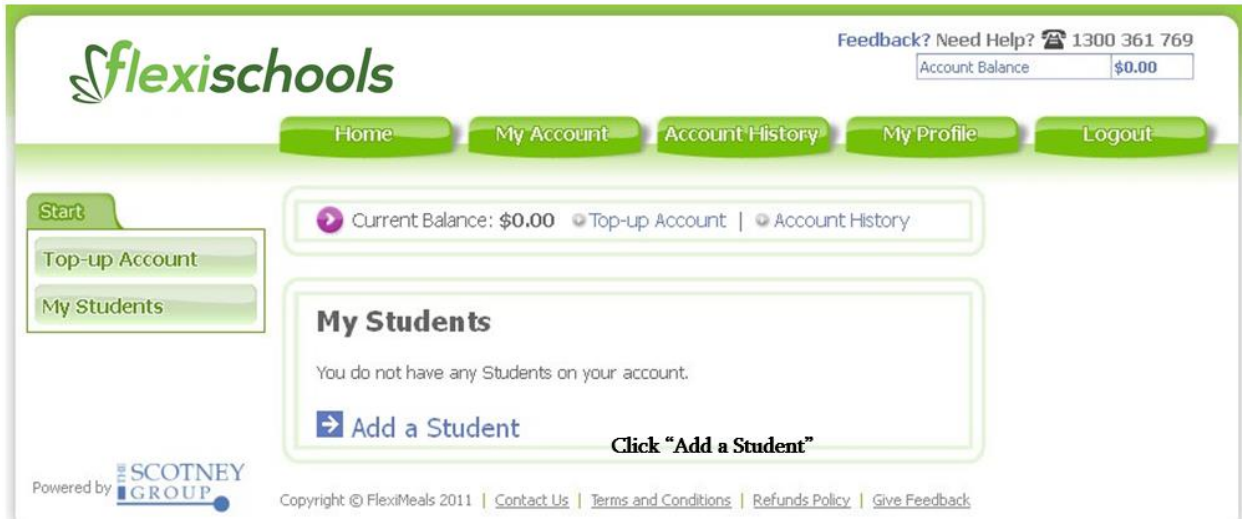 Feedback? Need Help? ☎ 1300 361 769
flexischools
Account Balance $0.00
Home My Account Account History My Profile Logout
Start
Top-up Account
My Students
Current Balance: $0.00 Top-up Account | Account History
My Students
You do not have any Students on your account.
Add a Student
Click “Add a Student”
Powered by THE SCOTNEY GROUP
Copyright © FlexiMeals 2011 | Contact Us | Terms and Conditions | Refunds Policy | Give Feedback